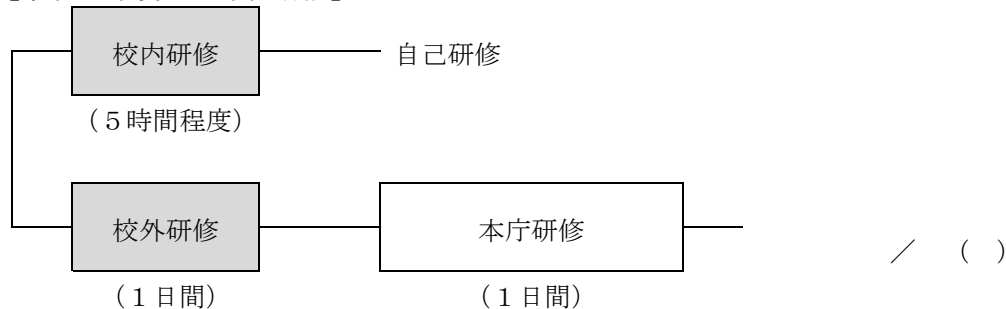 校内研修 自己研修
（５時間程度）
校外研修 本庁研修
／ （ ）
（１日間） （１日間）